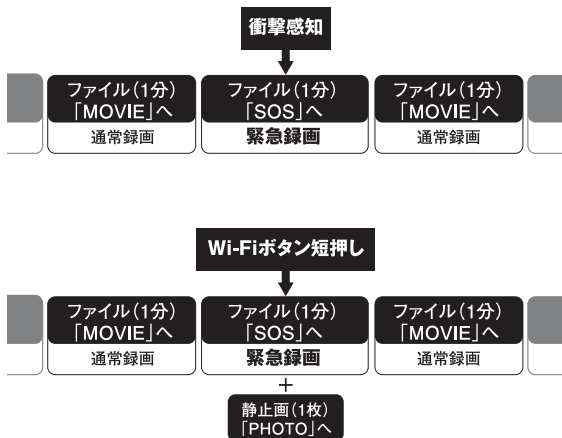 衝撃感知
ファイル（1分）
「MOVIE」へ
通常録画
ファイル（1分）
「SOS」へ
緊急録画
ファイル（1分）
「MOVIE」へ
通常録画
Wi-Fiボタン短押し
ファイル（1分）
「MOVIE」へ
通常録画
ファイル（1分）
「SOS」へ
緊急録画
ファイル（1分）
「MOVIE」へ
通常録画
+
静止画（1枚）
「PHOTO」へ